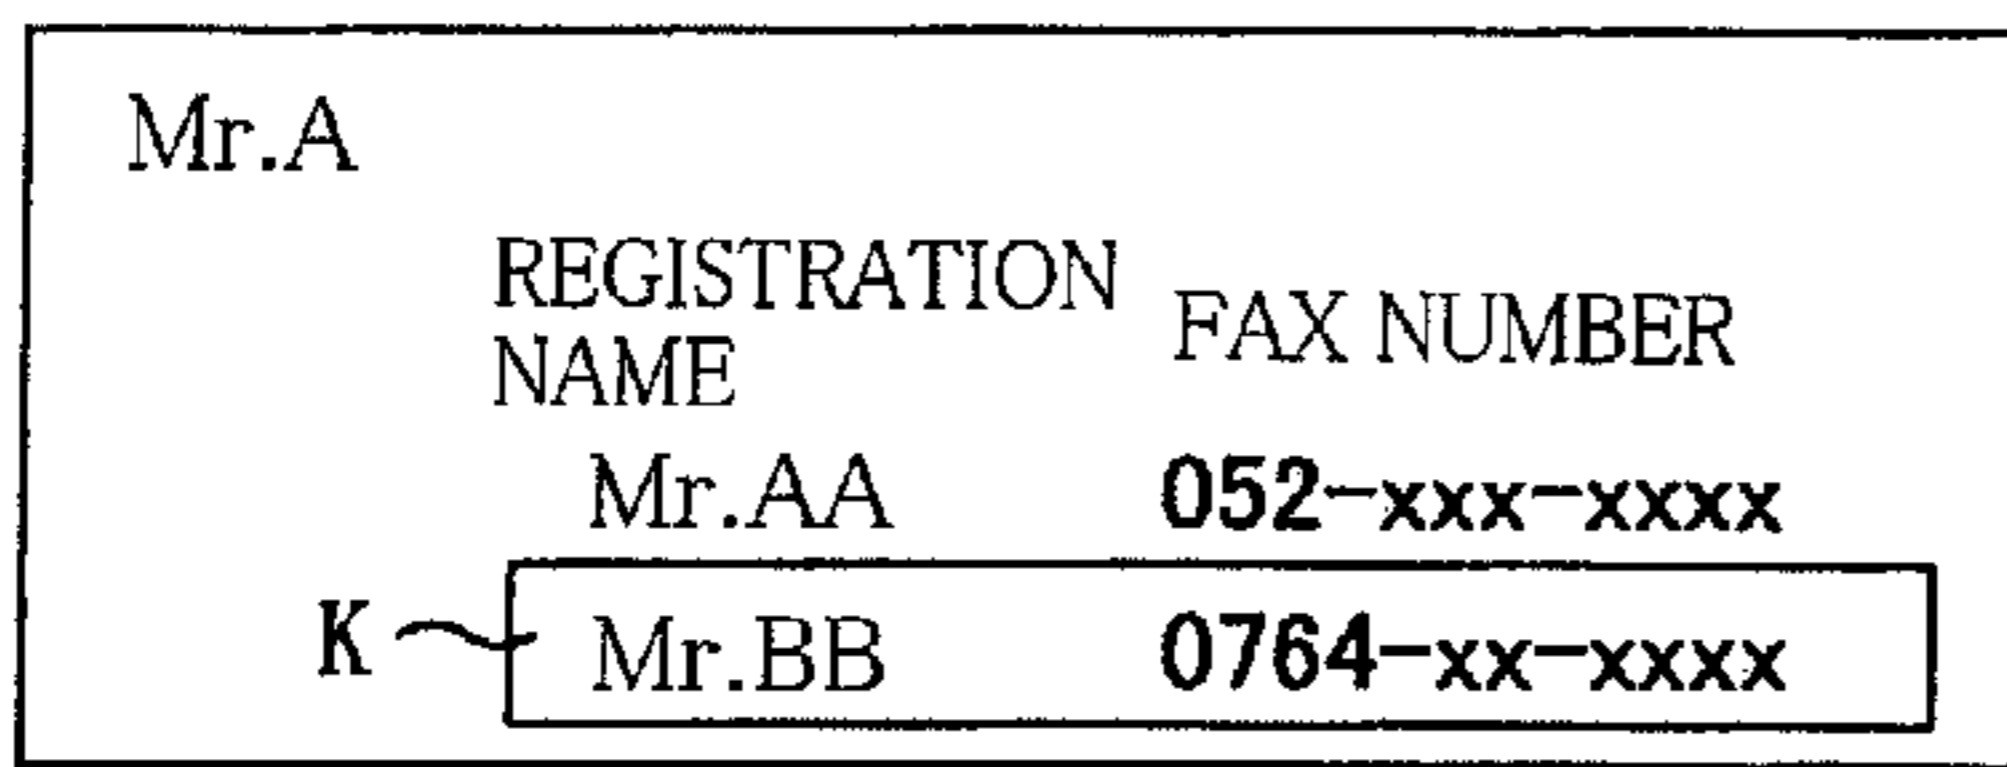 Mr.A
REGISTRATION NAME FAX NUMBER
Mr.AA 052-xxx-xxxx
K Mr.BB 0764-xx-xxxx